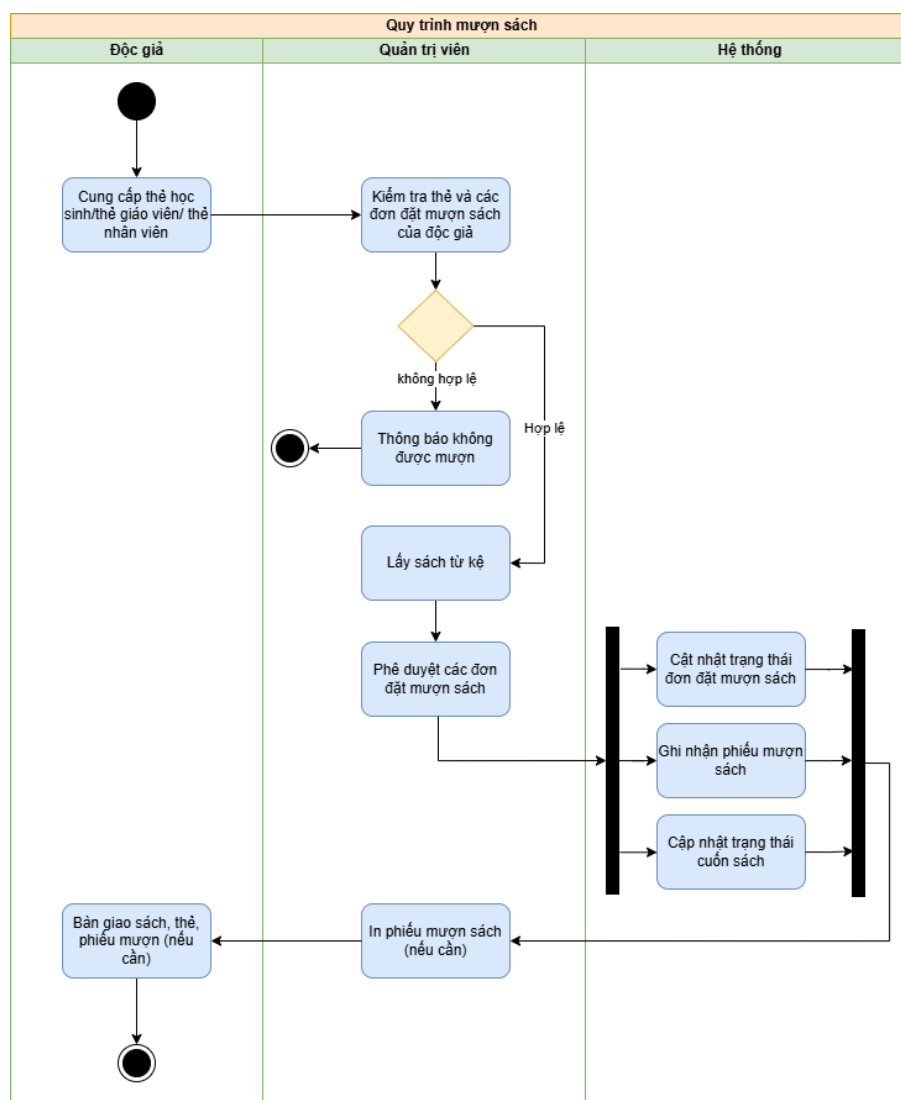 Quy trình mượn sách
Độc giả
Quản trị viên
Hệ thống
Cung cấp thẻ học
sinh/thẻ giáo viên/ thẻ
nhân viên
Kiểm tra thẻ và các
đơn đặt mượn sách
của độc giả
không hợp lệ
Hợp lệ
Thông báo không
được mượn
Lấy sách từ kệ
Phê duyệt các đơn
đặt mượn sách
Cật nhật trạng thái
đơn đặt mượn sách
Ghi nhận phiếu mượn
sách
Cập nhật trạng thái
cuốn sách
In phiếu mượn sách
(nếu cần)
Bàn giao sách, thẻ,
phiếu mượn (nếu
cần)